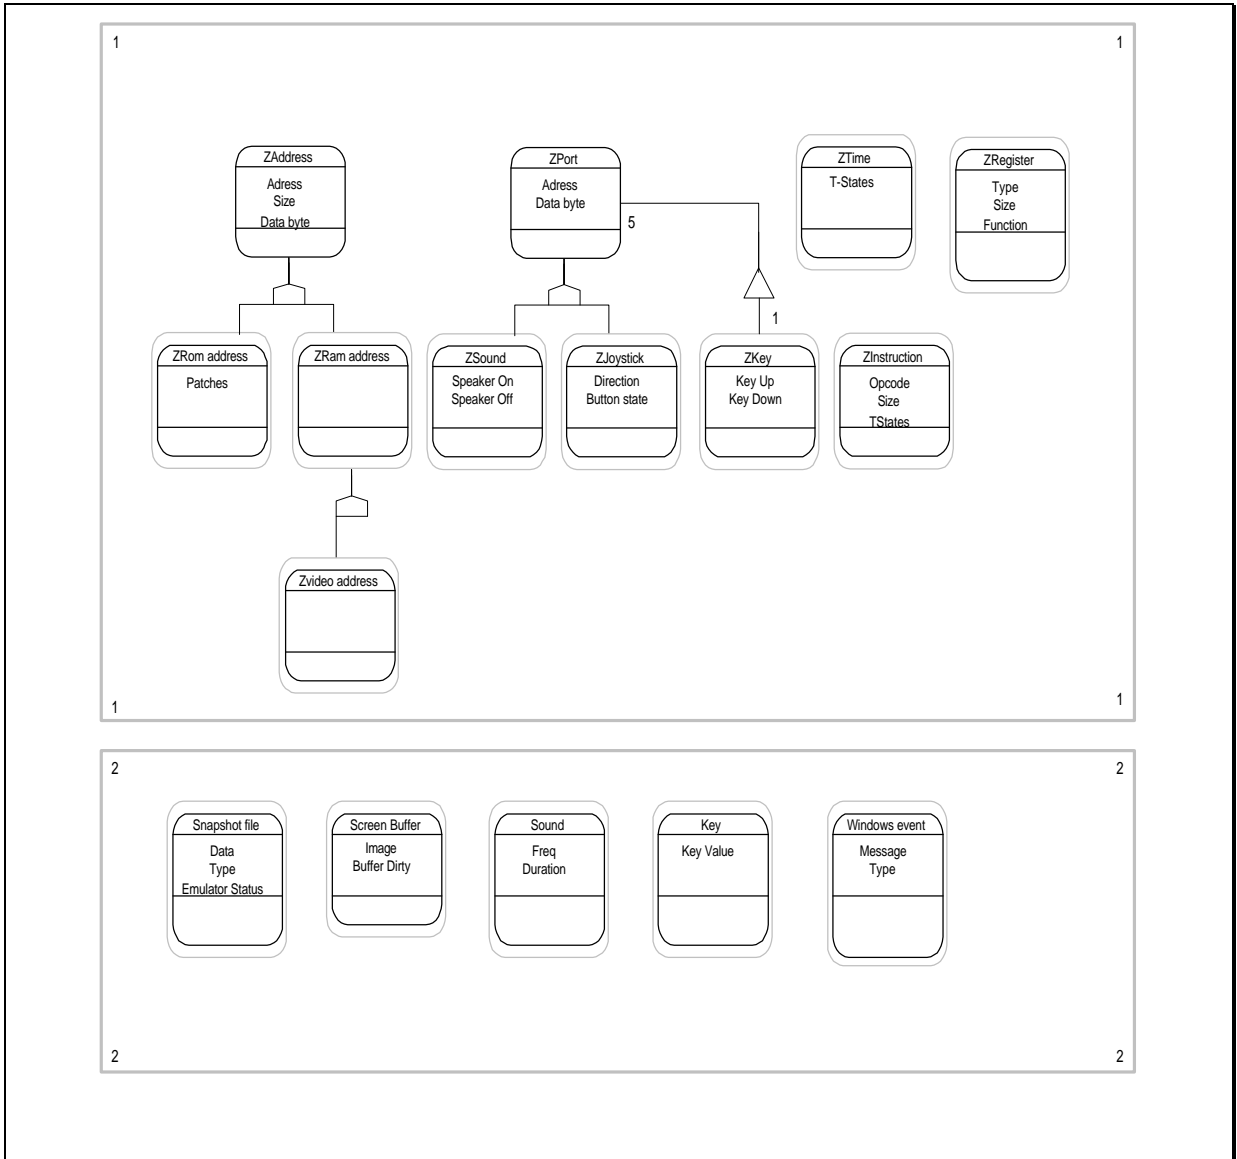 1
1
ZAddress
Adress
Size
Data byte
ZPort
Adress
Data byte
5
1
ZTime
T-States
ZRegister
Type
Size
Function
ZRom address
Patches
ZRam address
ZSound
Speaker On
Speaker Off
ZJoystick
Direction
Button state
ZKey
Key Up
Key Down
ZInstruction
Opcode
Size
TStates
Zvideo address
1
1
2
2
Snapshot file
Data
Type
Emulator Status
Screen Buffer
Image
Buffer Dirty
Sound
Freq
Duration
Key
Key Value
Windows event
Message
Type
2
2